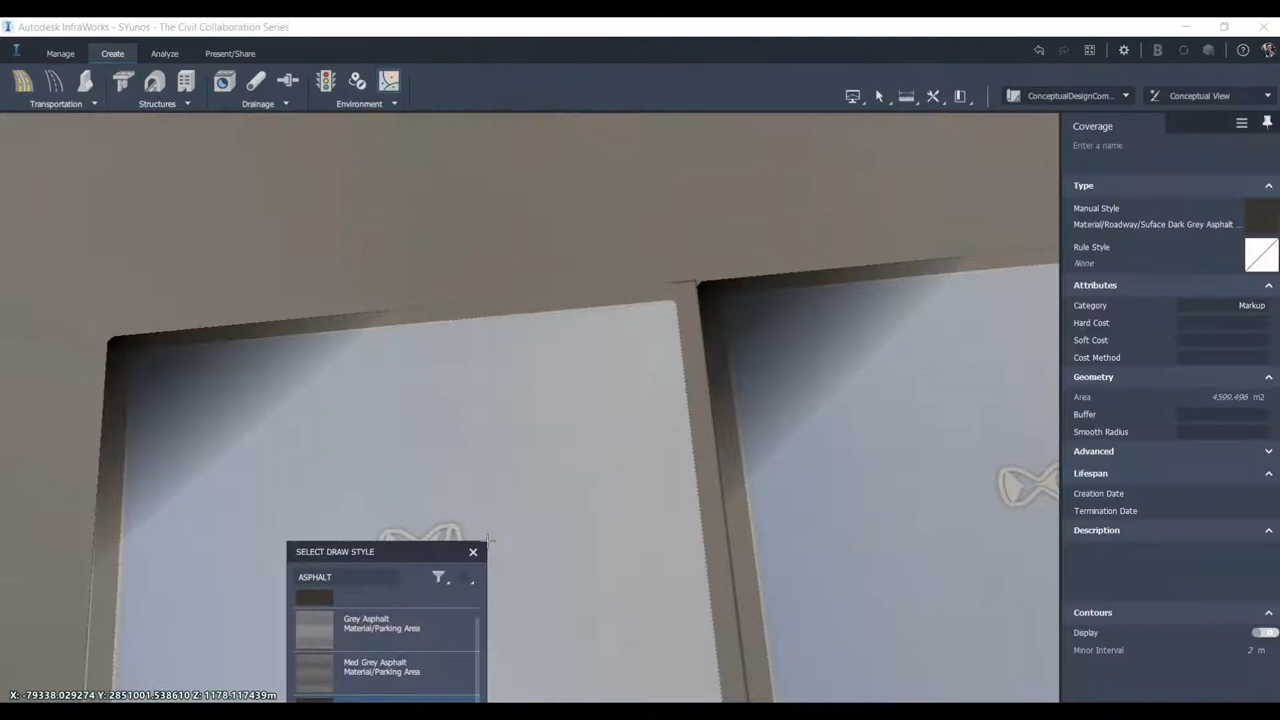 Autodesk InfraWorks - SYunos - The Civil Collaboration Series
Manage Create Analyze Present/Share
Transportation Structures Drainage Environment
ConceptualDesignCom... Conceptual View
Coverage
Enter a name
Type
Manual Style
Material/Roadway/Suface Dark Grey Asphalt ...
Rule Style
None
Attributes
Category Markup
Hard Cost
Soft Cost
Cost Method
Geometry
Area 4599.496 m2
Buffer
Smooth Radius
Advanced
Lifespan
Creation Date
Termination Date
Description
Contours
Display
Minor Interval 2 m
SELECT DRAW STYLE
ASPHALT
Grey Asphalt
Material/Parking Area
Med Grey Asphalt
Material/Parking Area
X: -79338.029274 Y: 2851001.538610 Z: 1178.117439m